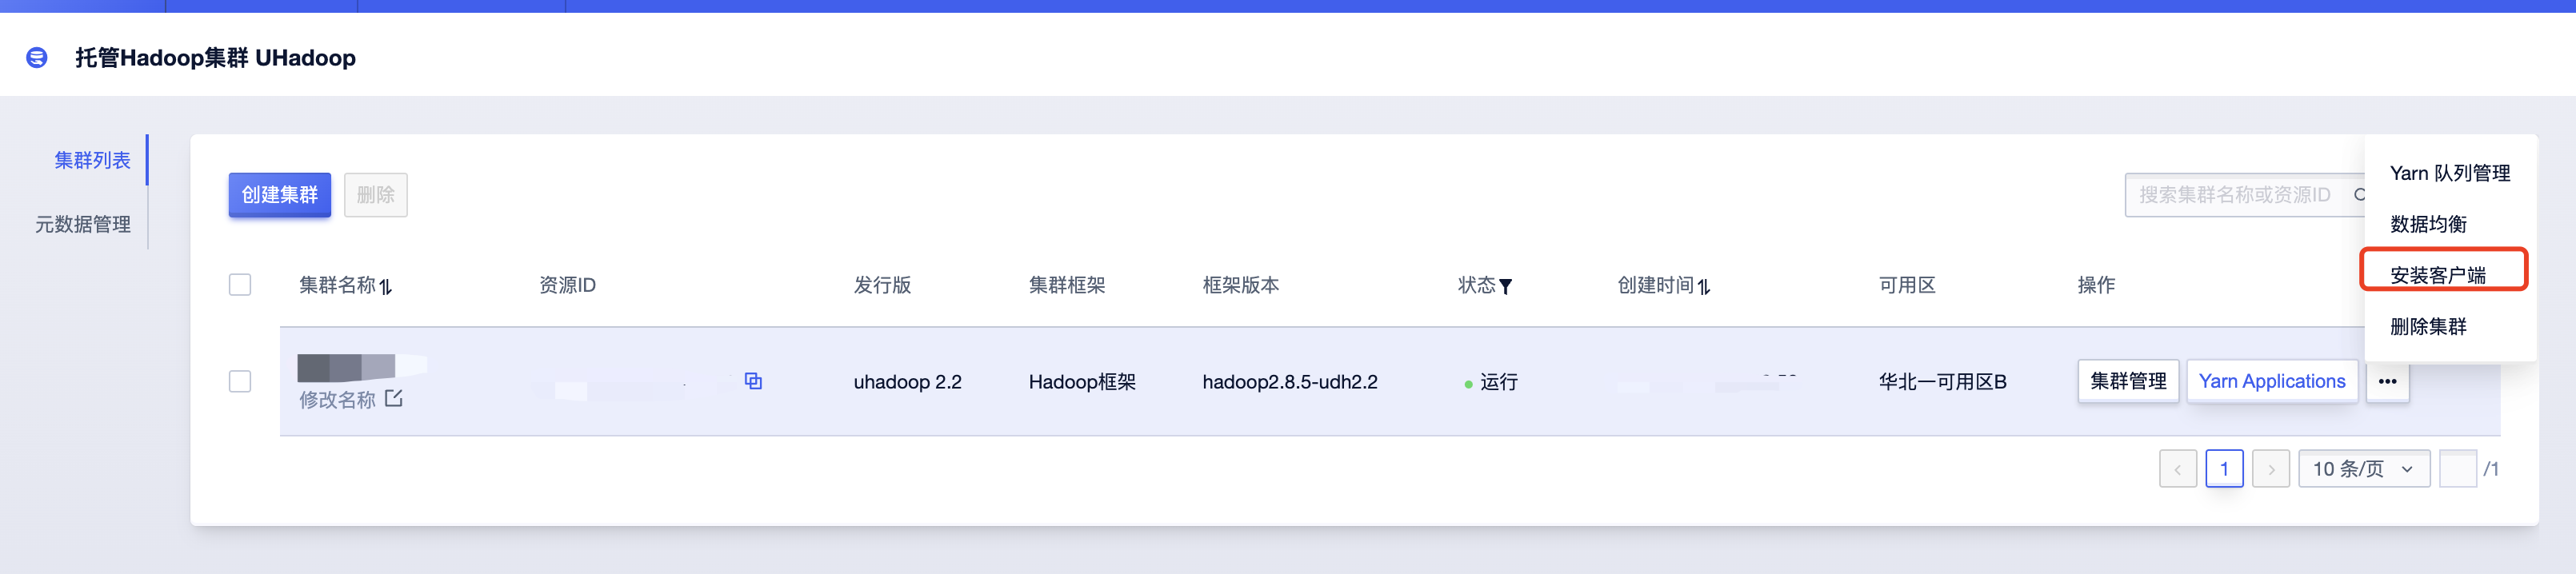 托管Hadoop集群 UHadoop
集群列表
元数据管理
创建集群 删除
搜索集群名称或资源ID
Yarn 队列管理
数据均衡
安装客户端
删除集群
集群名称 资源ID 发行版 集群框架 框架版本 状态 创建时间 可用区 操作
uhadoop 2.2 Hadoop框架 hadoop2.8.5-udh2.2 运行 华北一可用区B 集群管理 Yarn Applications •••
修改名称
1 10 条/页 /1